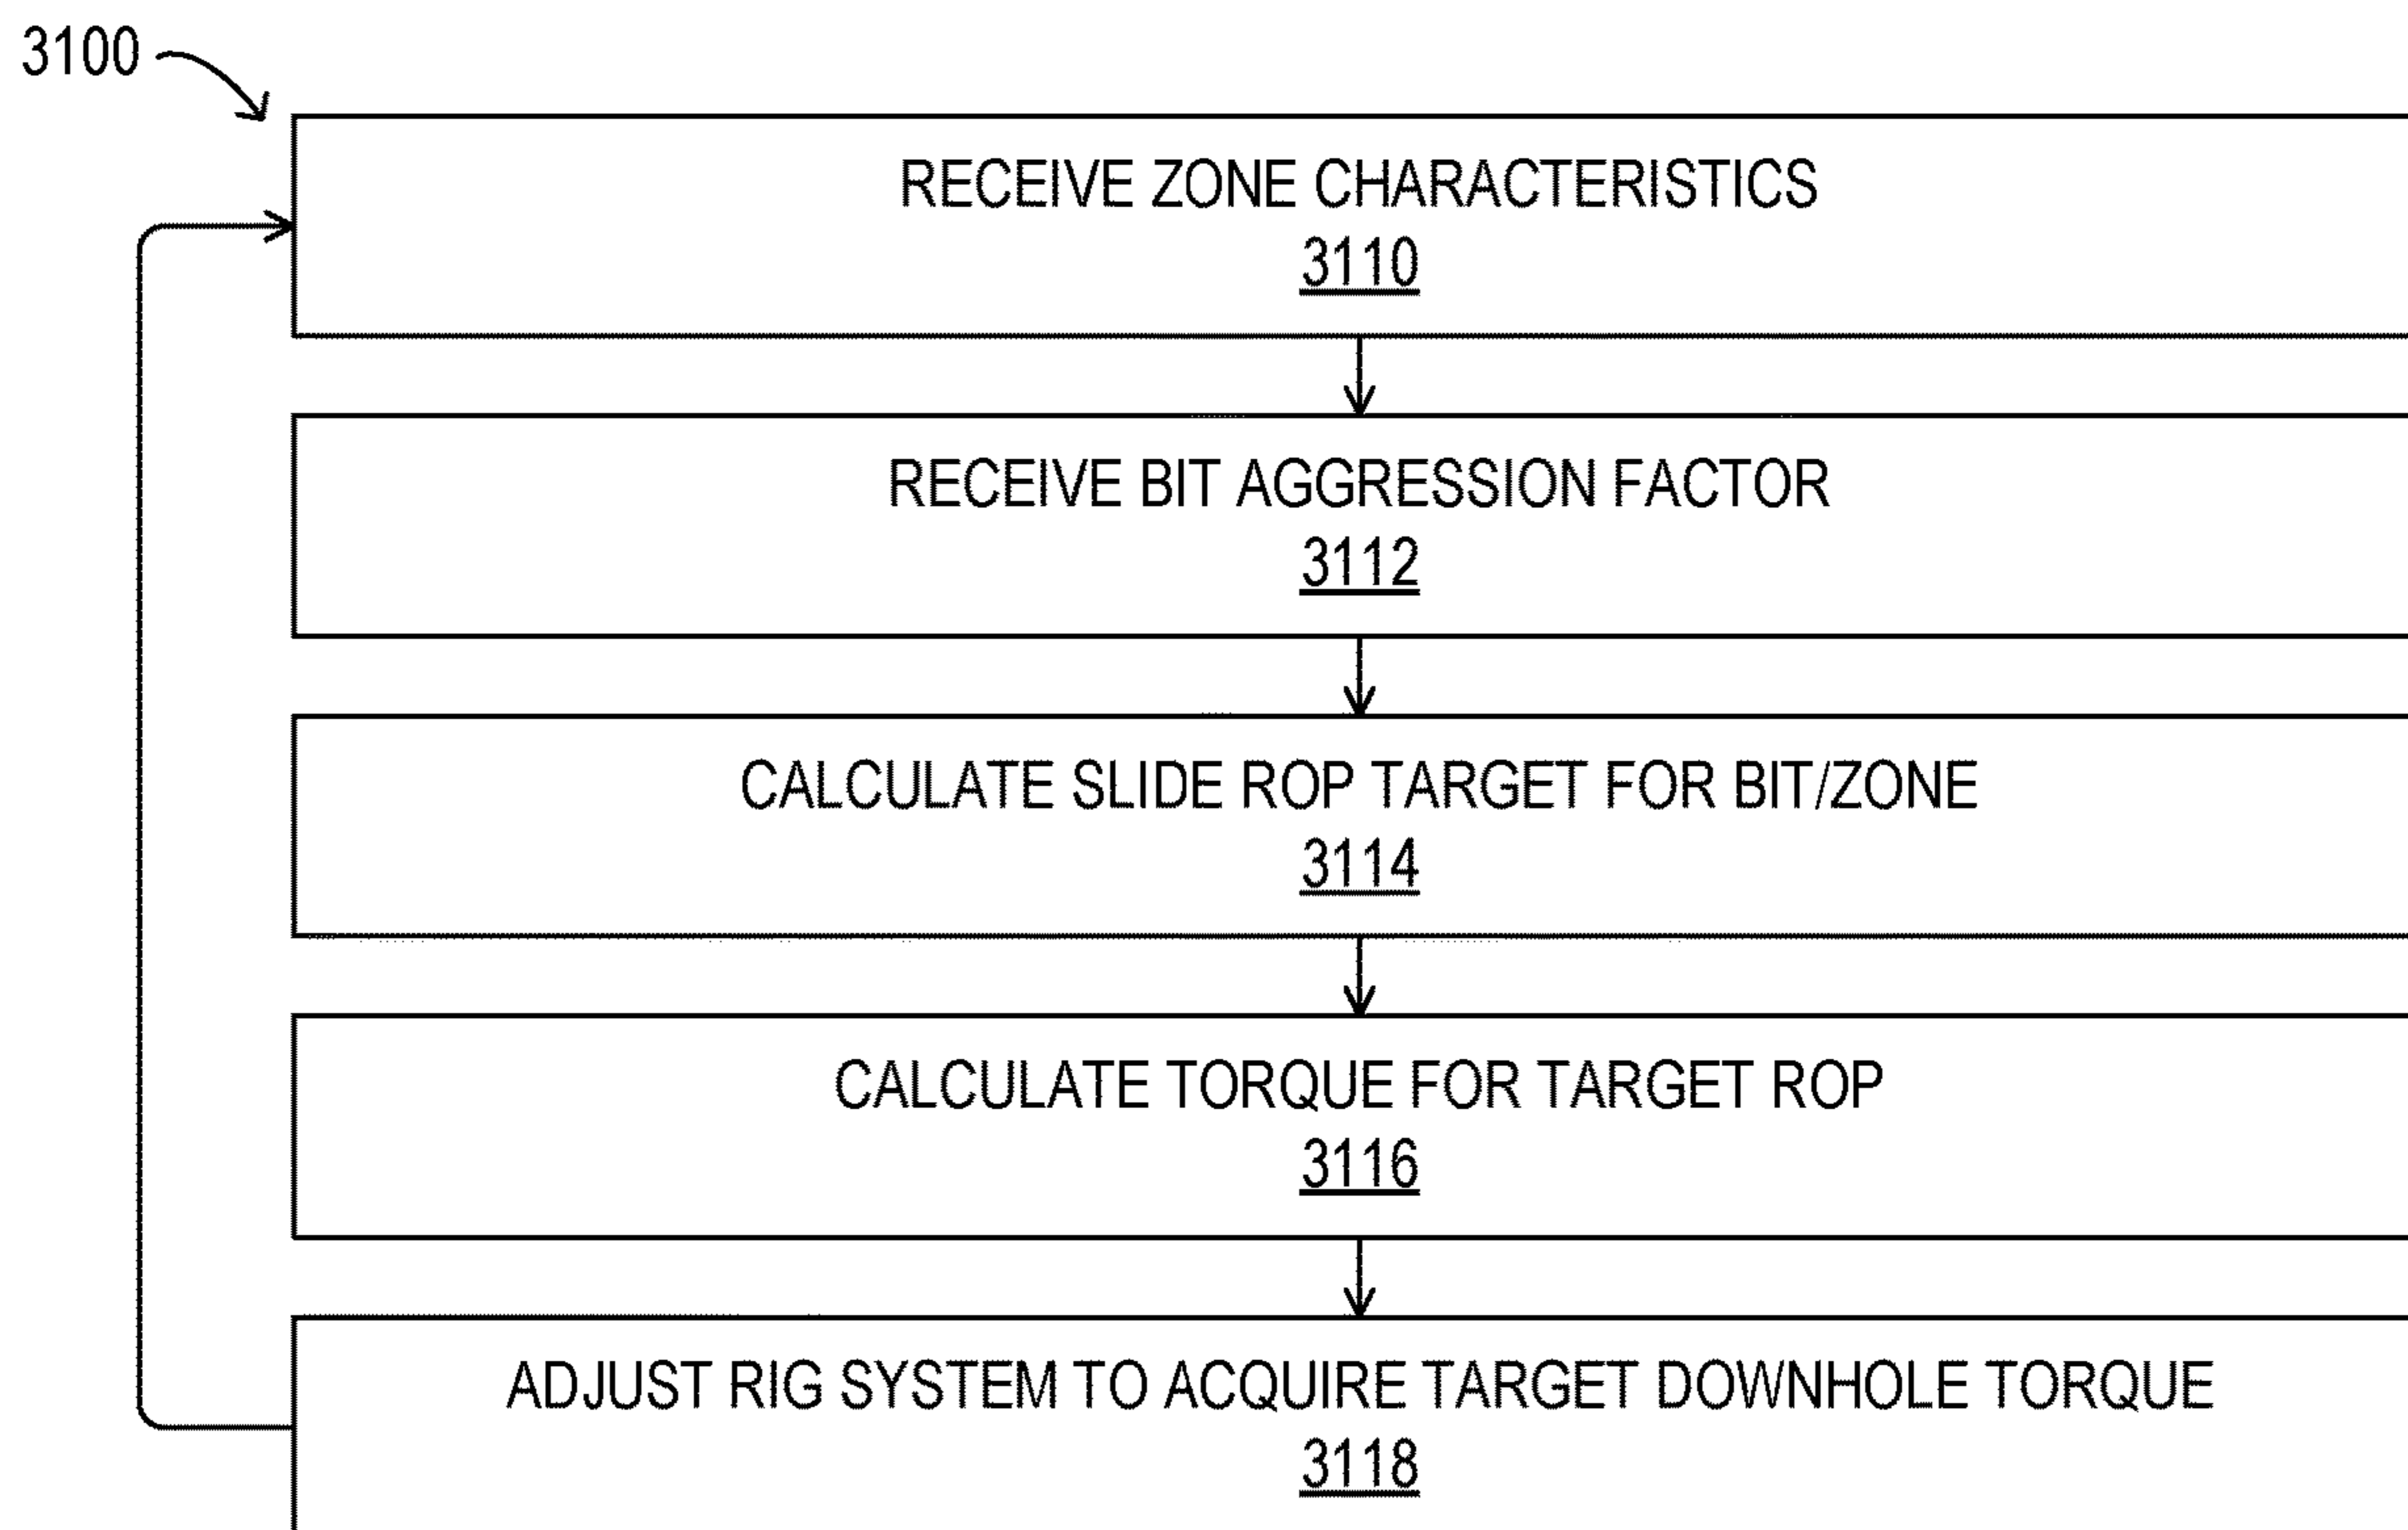 3100
RECEIVE ZONE CHARACTERISTICS
3110
RECEIVE BIT AGGRESSION FACTOR
3112
CALCULATE SLIDE ROP TARGET FOR BIT/ZONE
3114
CALCULATE TORQUE FOR TARGET ROP
3116
ADJUST RIG SYSTEM TO ACQUIRE TARGET DOWNHOLE TORQUE
3118